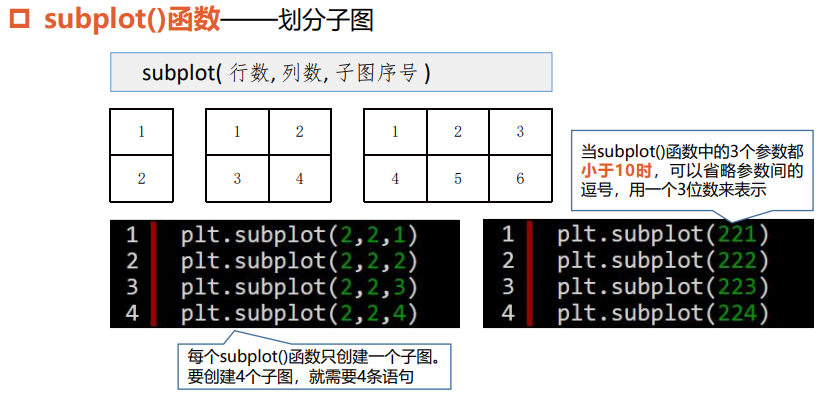 subplot()函数——划分子图
subplot( 行数, 列数, 子图序号 )
1
2
1 2
3 4
1 2 3
4 5 6
当subplot()函数中的3个参数都
小于10时，可以省略参数间的
逗号，用一个3位数来表示
1 plt.subplot(2,2,1)
2 plt.subplot(2,2,2)
3 plt.subplot(2,2,3)
4 plt.subplot(2,2,4)
1 plt.subplot(221)
2 plt.subplot(222)
3 plt.subplot(223)
4 plt.subplot(224)
每个subplot()函数只创建一个子图。
要创建4个子图，就需要4条语句